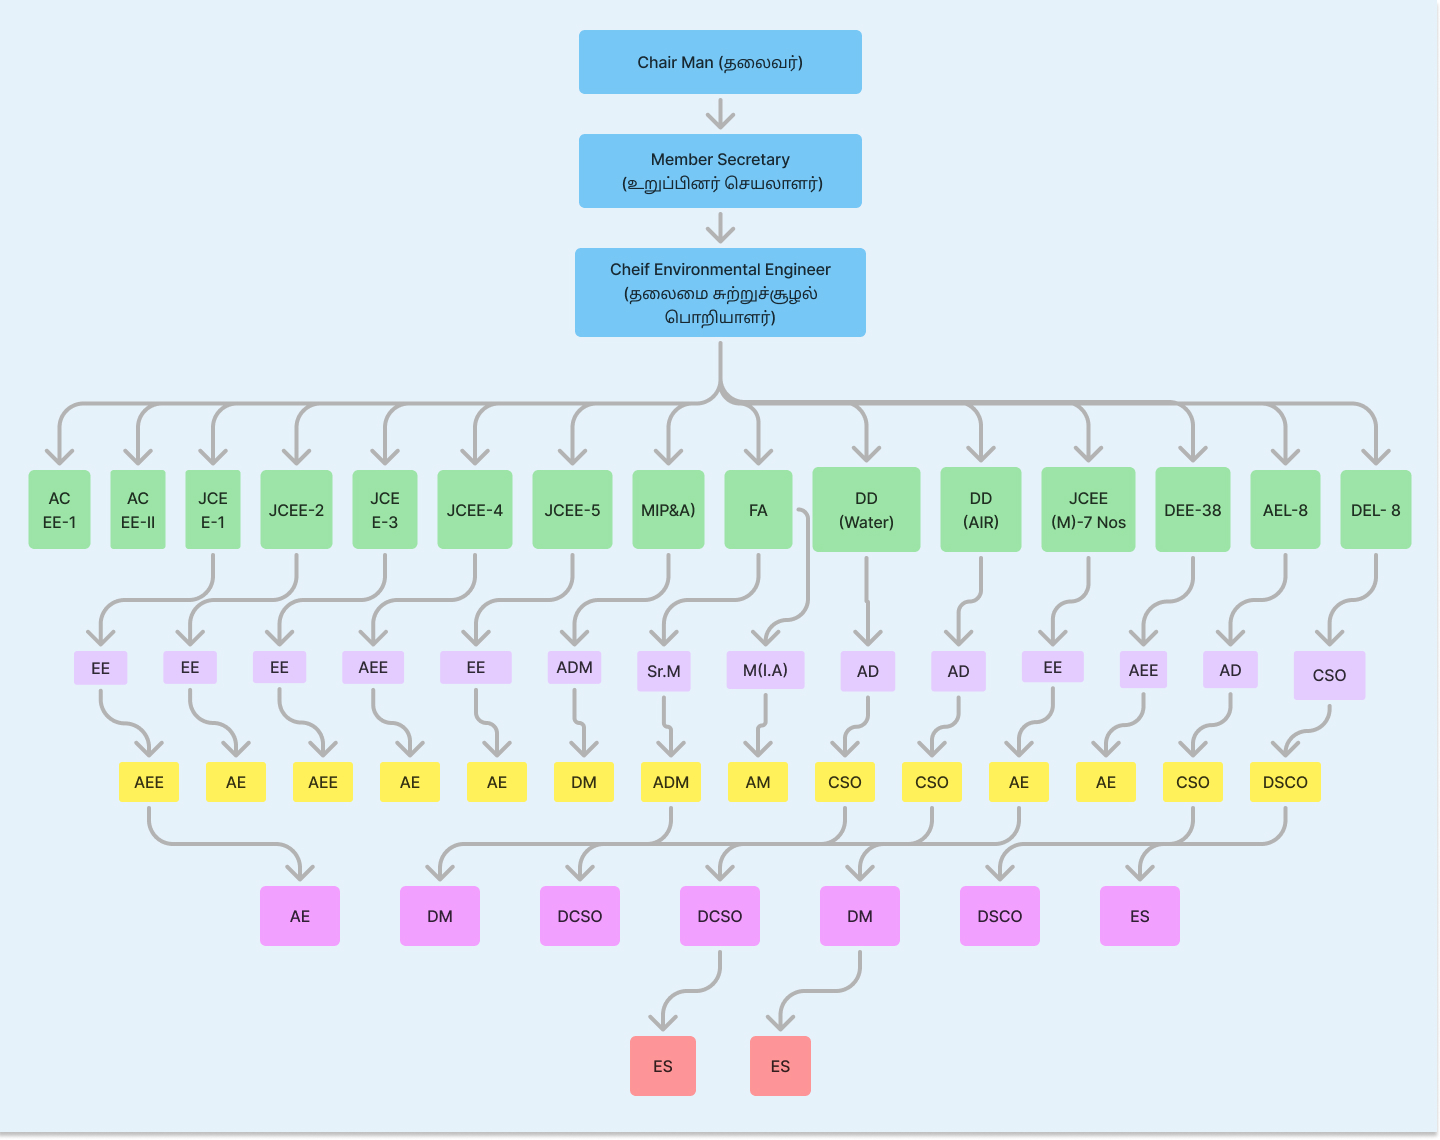 Chair Man (தலைவர்)
Member Secretary
(உறுப்பினர் செயலாளர்)
Cheif Environmental Engineer
(தலைமை சுற்றுச்சூழல்
பொறியாளர்)
AC
EE-1
AC
EE-II
JCE
E-1
JCEE-2
JCE
E-3
JCEE-4
JCEE-5
MIP&A)
FA
DD
(Water)
DD
(AIR)
JCEE
(M)-7 Nos
DEE-38
AEL-8
DEL- 8
EE
EE
EE
AEE
EE
ADM
Sr.M
M(I.A)
AD
AD
EE
AEE
AD
CSO
AEE
AE
AEE
AE
AE
DM
ADM
AM
CSO
CSO
AE
AE
CSO
DSCO
AE
DM
DCSO
DCSO
DM
DSCO
ES
ES
ES